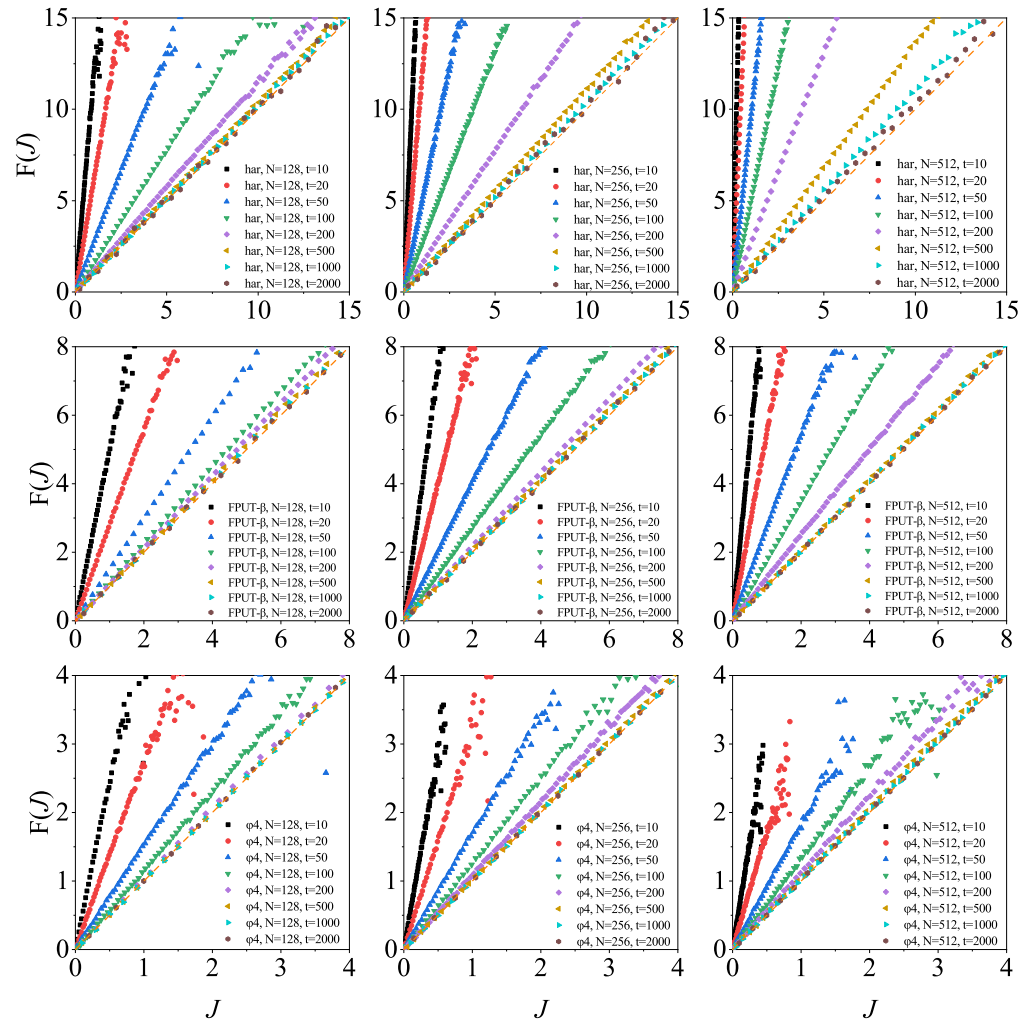 F(J)
15
10
5
0
0 5 10 15
har, N=128, t=10
har, N=128, t=20
har, N=128, t=50
har, N=128, t=100
har, N=128, t=200
har, N=128, t=500
har, N=128, t=1000
har, N=128, t=2000
15
10
5
0
0 5 10 15
har, N=256, t=10
har, N=256, t=20
har, N=256, t=50
har, N=256, t=100
har, N=256, t=200
har, N=256, t=500
har, N=256, t=1000
har, N=256, t=2000
15
10
5
0
0 5 10 15
har, N=512, t=10
har, N=512, t=20
har, N=512, t=50
har, N=512, t=100
har, N=512, t=200
har, N=512, t=500
har, N=512, t=1000
har, N=512, t=2000
F(J)
8
6
4
2
0
0 2 4 6 8
FPUT-β, N=128, t=10
FPUT-β, N=128, t=20
FPUT-β, N=128, t=50
FPUT-β, N=128, t=100
FPUT-β, N=128, t=200
FPUT-β, N=128, t=500
FPUT-β, N=128, t=1000
FPUT-β, N=128, t=2000
8
6
4
2
0
0 2 4 6 8
FPUT-β, N=256, t=10
FPUT-β, N=256, t=20
FPUT-β, N=256, t=50
FPUT-β, N=256, t=100
FPUT-β, N=256, t=200
FPUT-β, N=256, t=500
FPUT-β, N=256, t=1000
FPUT-β, N=256, t=2000
8
6
4
2
0
0 2 4 6 8
FPUT-β, N=512, t=10
FPUT-β, N=512, t=20
FPUT-β, N=512, t=50
FPUT-β, N=512, t=100
FPUT-β, N=512, t=200
FPUT-β, N=512, t=500
FPUT-β, N=512, t=1000
FPUT-β, N=512, t=2000
F(J)
4
3
2
1
0
0 1 2 3 4
φ4, N=128, t=10
φ4, N=128, t=20
φ4, N=128, t=50
φ4, N=128, t=100
φ4, N=128, t=200
φ4, N=128, t=500
φ4, N=128, t=1000
φ4, N=128, t=2000
J
4
3
2
1
0
0 1 2 3 4
φ4, N=256, t=10
φ4, N=256, t=20
φ4, N=256, t=50
φ4, N=256, t=100
φ4, N=256, t=200
φ4, N=256, t=500
φ4, N=256, t=1000
φ4, N=256, t=2000
J
4
3
2
1
0
0 1 2 3 4
φ4, N=512, t=10
φ4, N=512, t=20
φ4, N=512, t=50
φ4, N=512, t=100
φ4, N=512, t=200
φ4, N=512, t=500
φ4, N=512, t=1000
φ4, N=512, t=2000
J